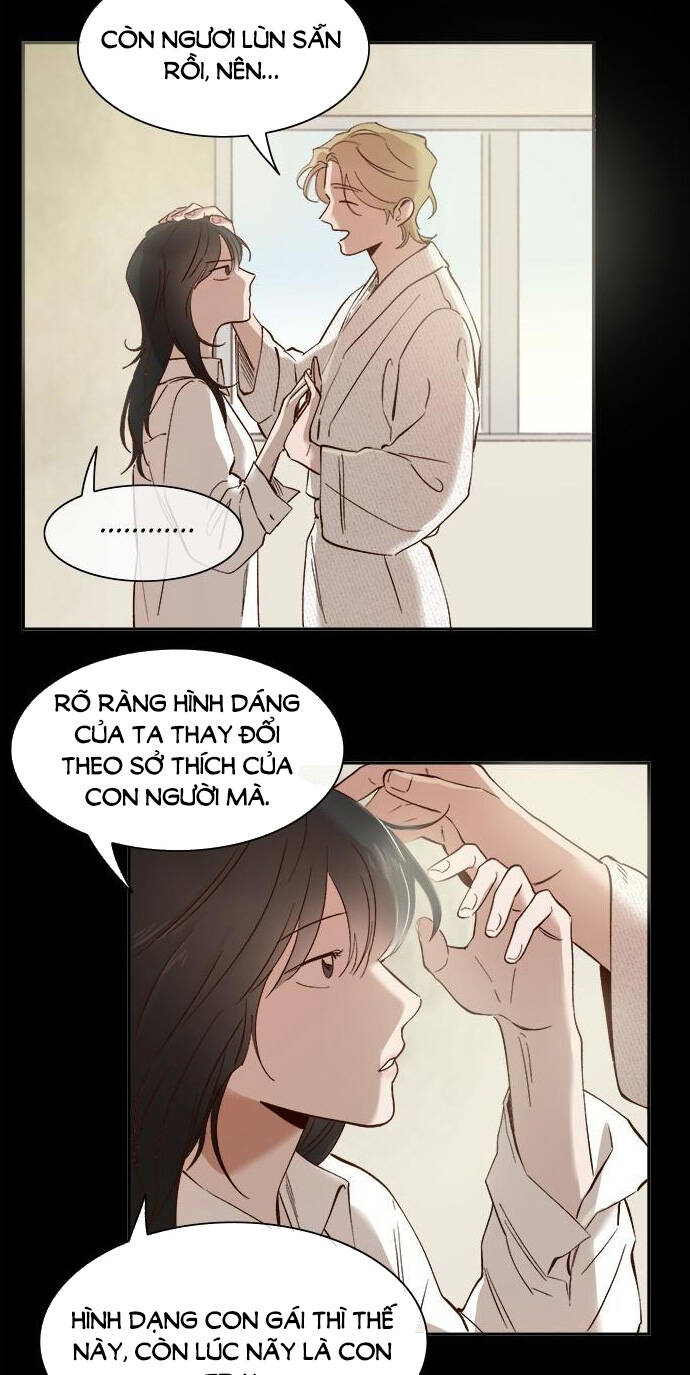 CÒN NGƯƠI LÙN SẴN
RỒI, NÊN...
............
RÕ RÀNG HÌNH DÁNG
CỦA TA THAY ĐỔI
THEO SỞ THÍCH CỦA
CON NGƯỜI MÀ.
HÌNH DẠNG CON GÁI THÌ THẾ
NÀY, CÒN LÚC NÃY LÀ CON